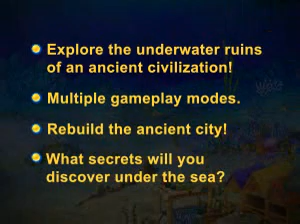 Explore the underwater ruins
of an ancient civilization!
Multiple gameplay modes.
Rebuild the ancient city!
What secrets will you
discover under the sea?